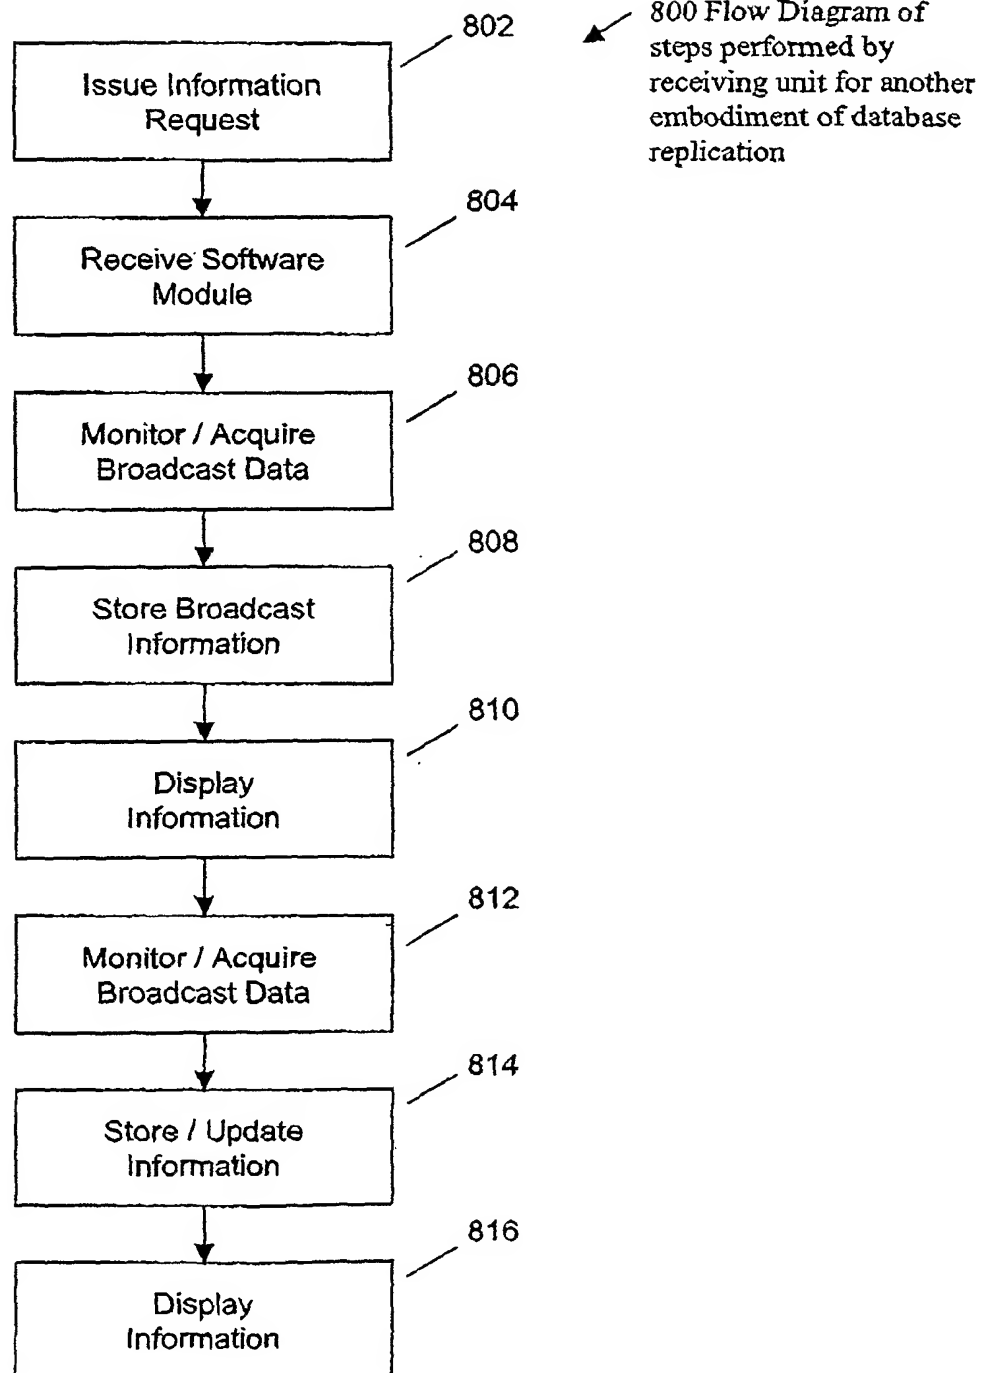 802
800 Flow Diagram of
steps performed by
receiving unit for another
embodiment of database
replication
Issue Information
Request
804
Receive Software
Module
806
Monitor / Acquire
Broadcast Data
808
Store Broadcast
Information
810
Display
Information
812
Monitor / Acquire
Broadcast Data
814
Store / Update
Information
816
Display
Information